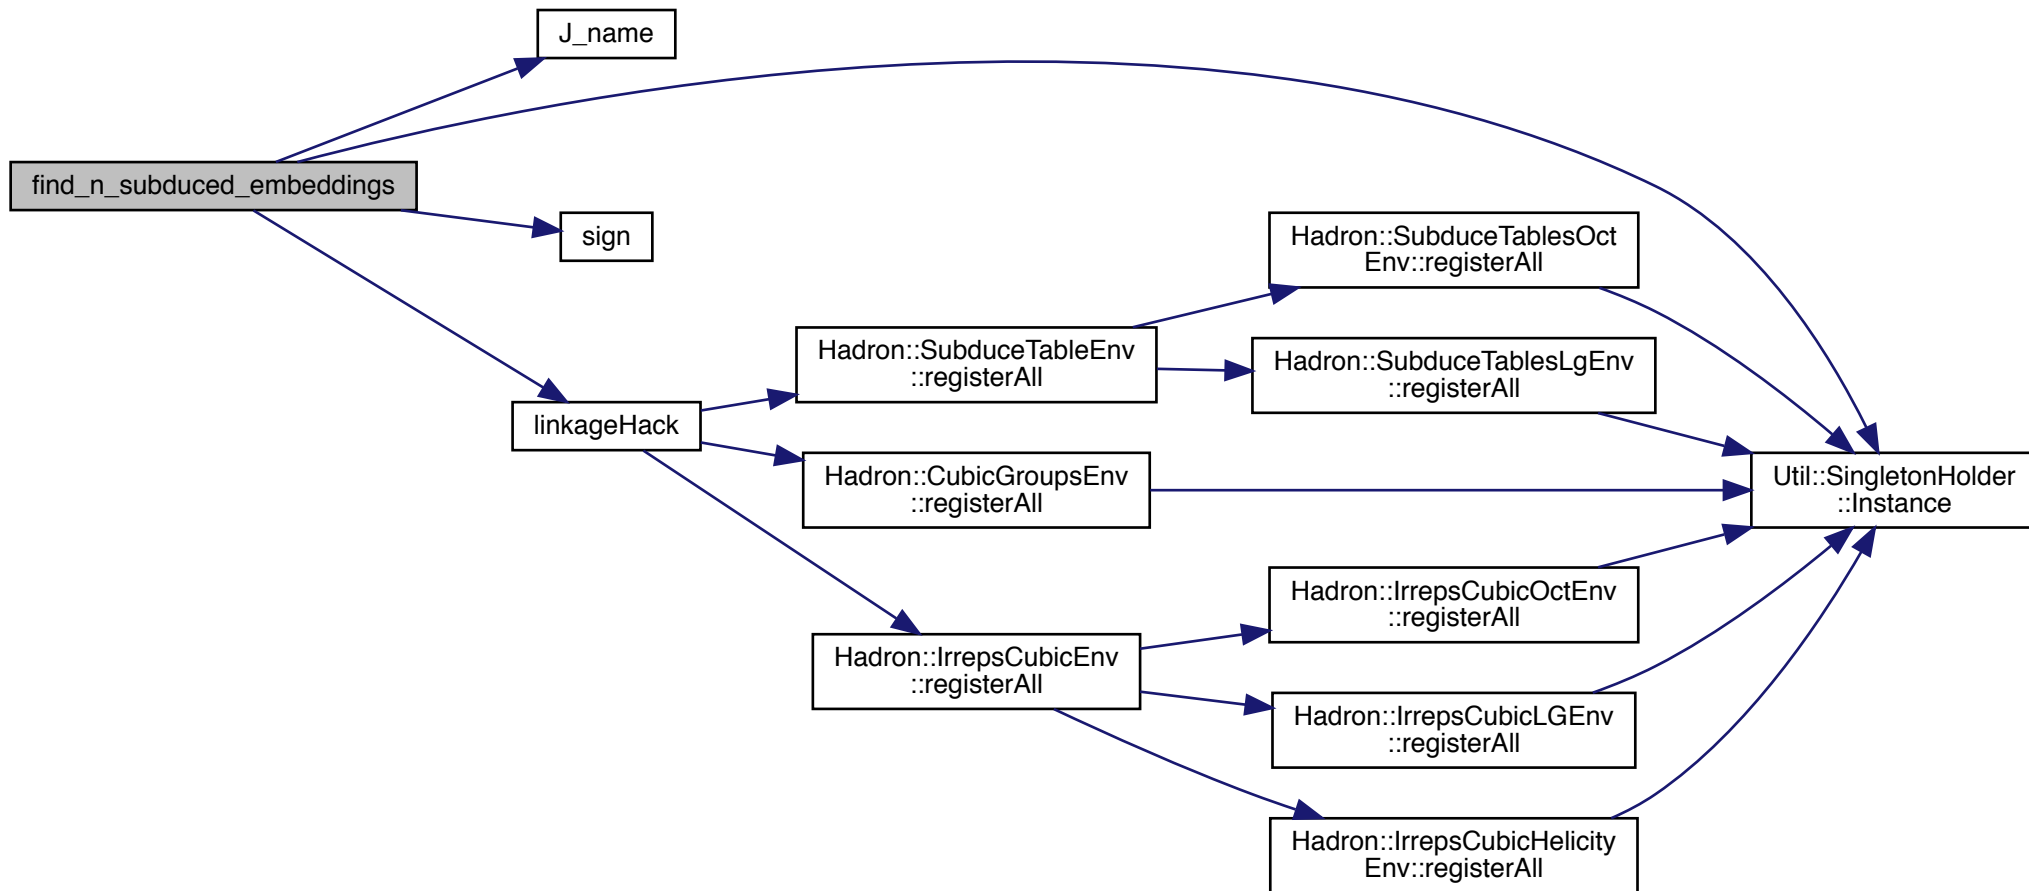 J_name
find_n_subduced_embeddings
sign
linkageHack
Hadron::SubduceTableEnv
::registerAll
Hadron::CubicGroupsEnv
::registerAll
Hadron::IrrepsCubicEnv
::registerAll
Hadron::SubduceTablesOct
Env::registerAll
Hadron::SubduceTablesLgEnv
::registerAll
Hadron::IrrepsCubicOctEnv
::registerAll
Hadron::IrrepsCubicLGEnv
::registerAll
Hadron::IrrepsCubicHelicity
Env::registerAll
Util::SingletonHolder
::Instance